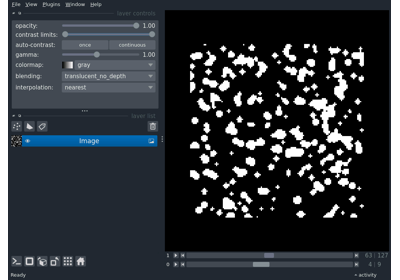 File View Plugins Window Help
layer controls
opacity: 1.00
contrast limits:
auto-contrast: once continuous
gamma: 1.00
colormap: gray
blending: translucent_no_depth
interpolation: nearest
layer list
Image
1 63 127
0 4 9
Ready activity